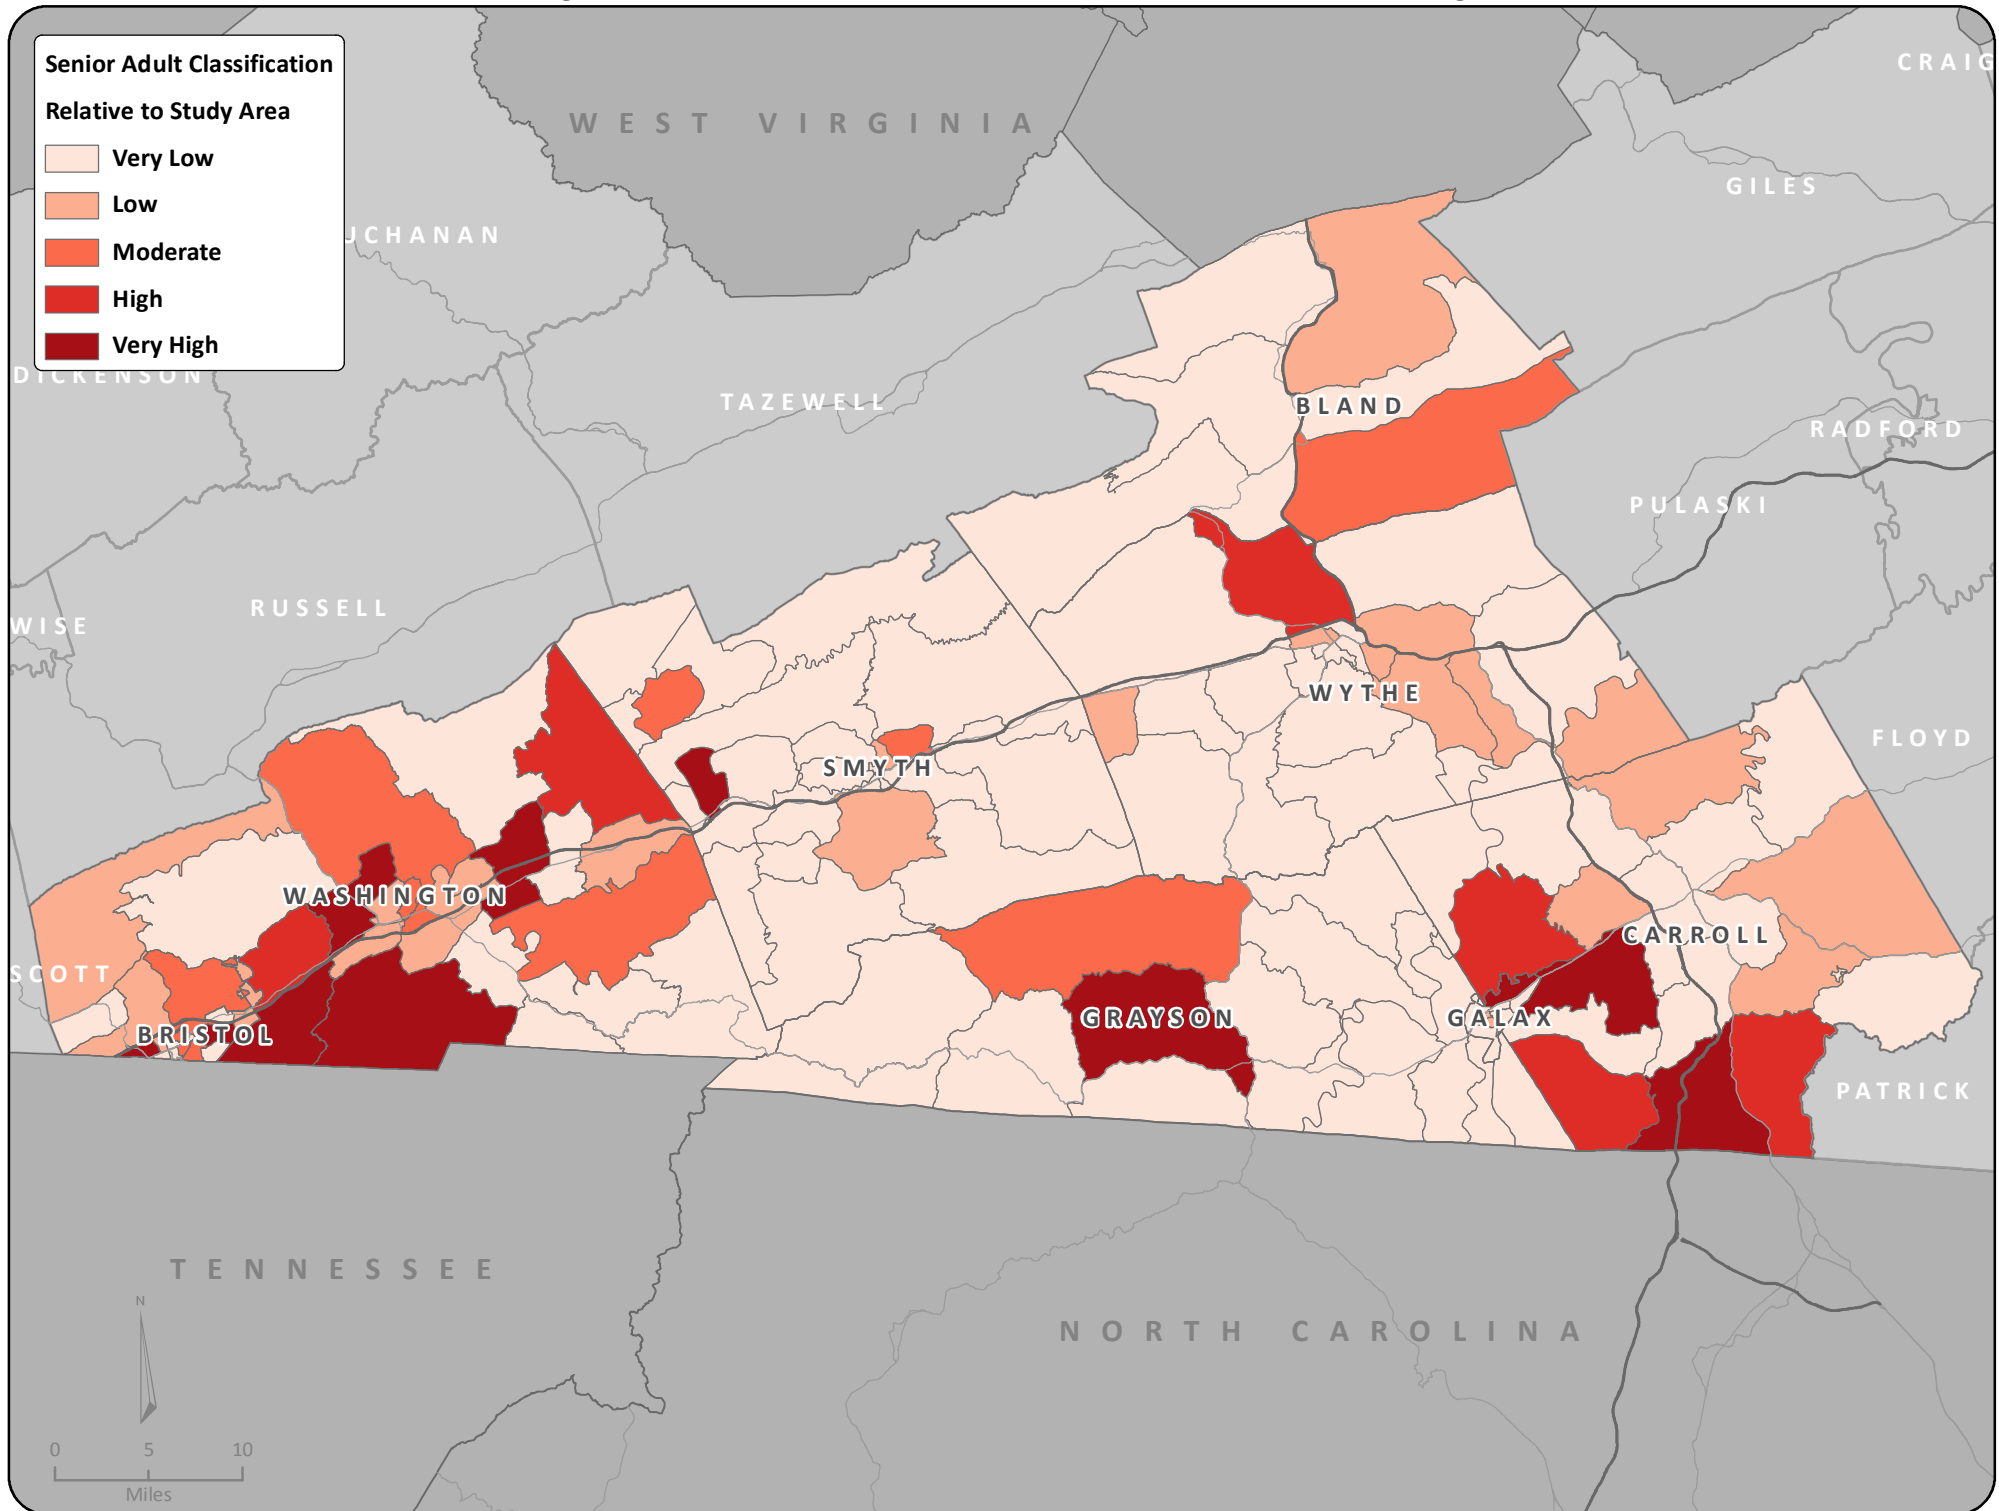 Senior Adult Classification
Relative to Study Area
Very Low
Low
Moderate
High
Very High
WEST VIRGINIA
CRAIG
GILES
UCHANAN
DICKENSON
TAZEWELL
BLAND
RADFORD
PULASKI
RUSSELL
WISE
WYTHE
FLOYD
SMYTH
WASHINGTON
CARROLL
SCOTT
BRISTOL
GRAYSON
GALAX
PATRICK
TENNESSEE
NORTH CAROLINA
N
0 5 10
Miles